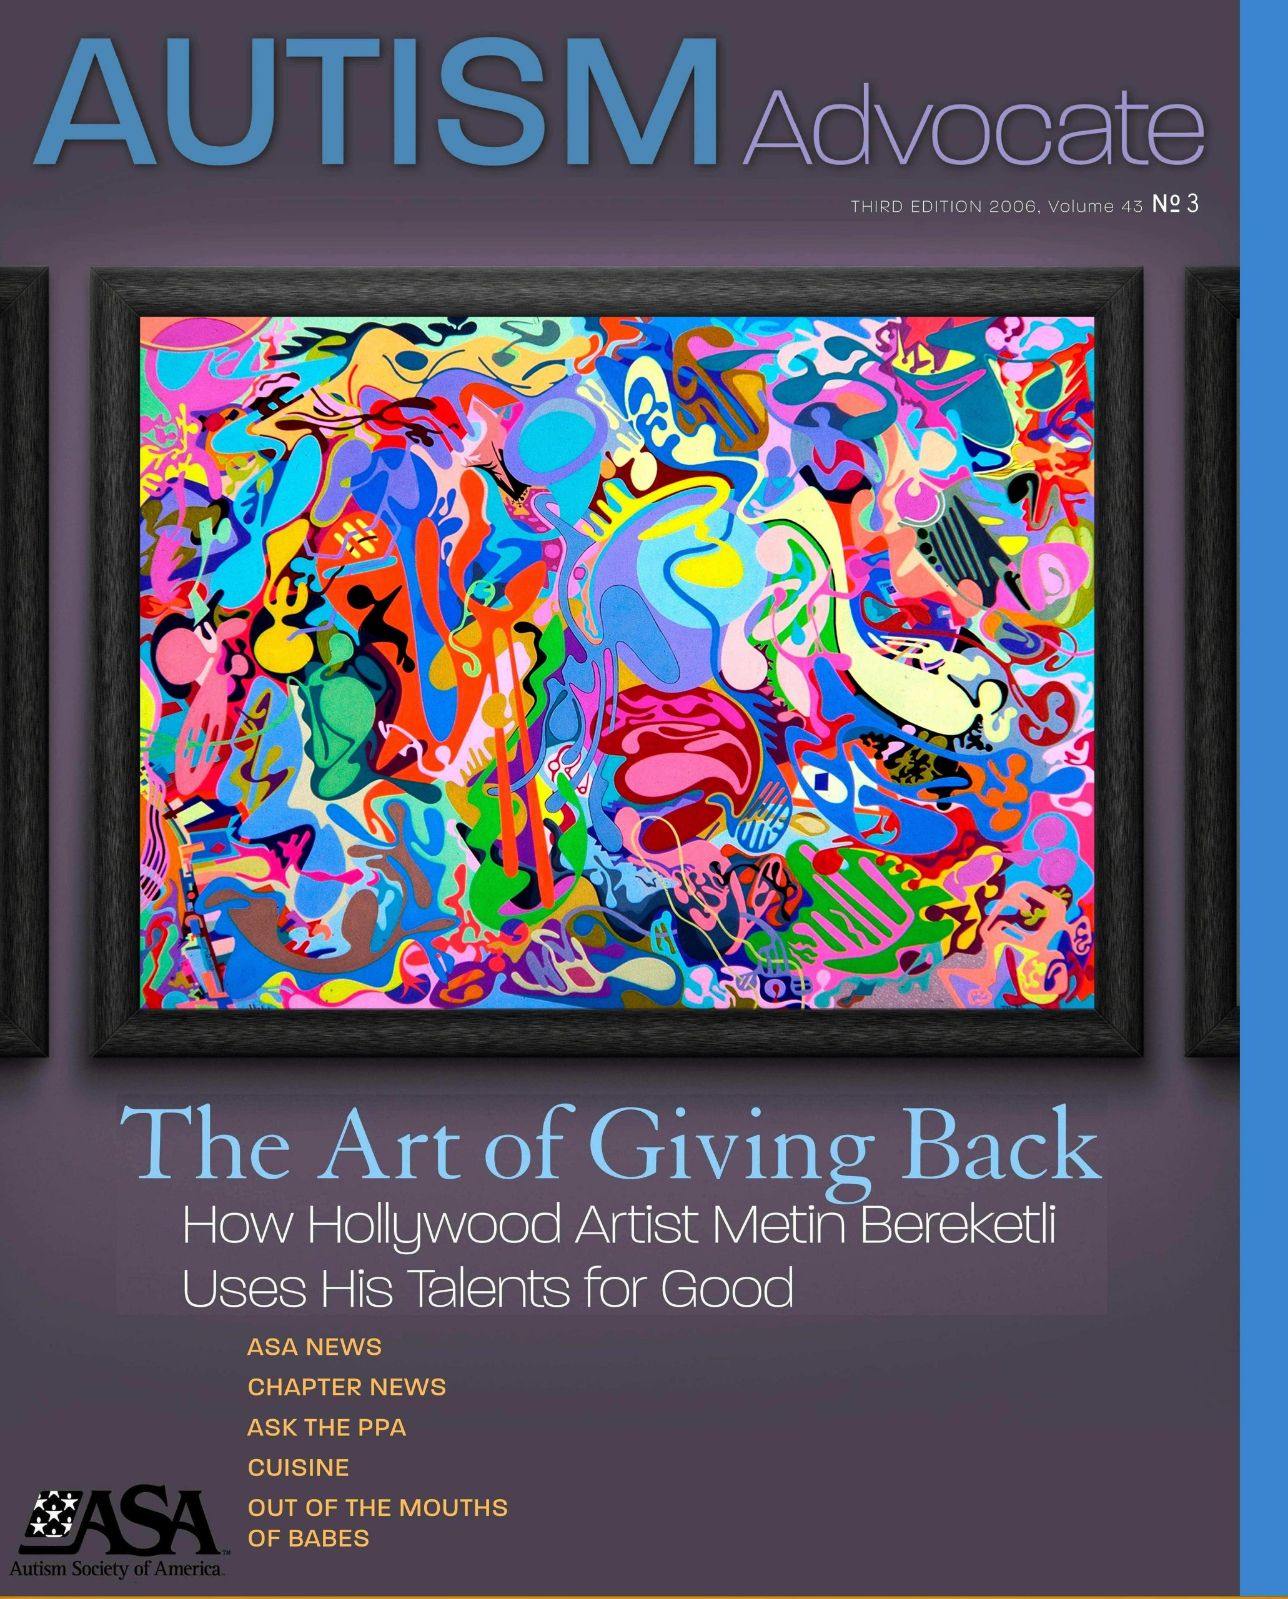 AUTISM Advocate
THIRD EDITION 2006, Volume 43 Nº 3
The Art of Giving Back
How Hollywood Artist Metin Bereketli
Uses His Talents for Good
ASA NEWS
CHAPTER NEWS
ASK THE PPA
CUISINE
OUT OF THE MOUTHS
OF BABES
ASA™
Autism Society of America